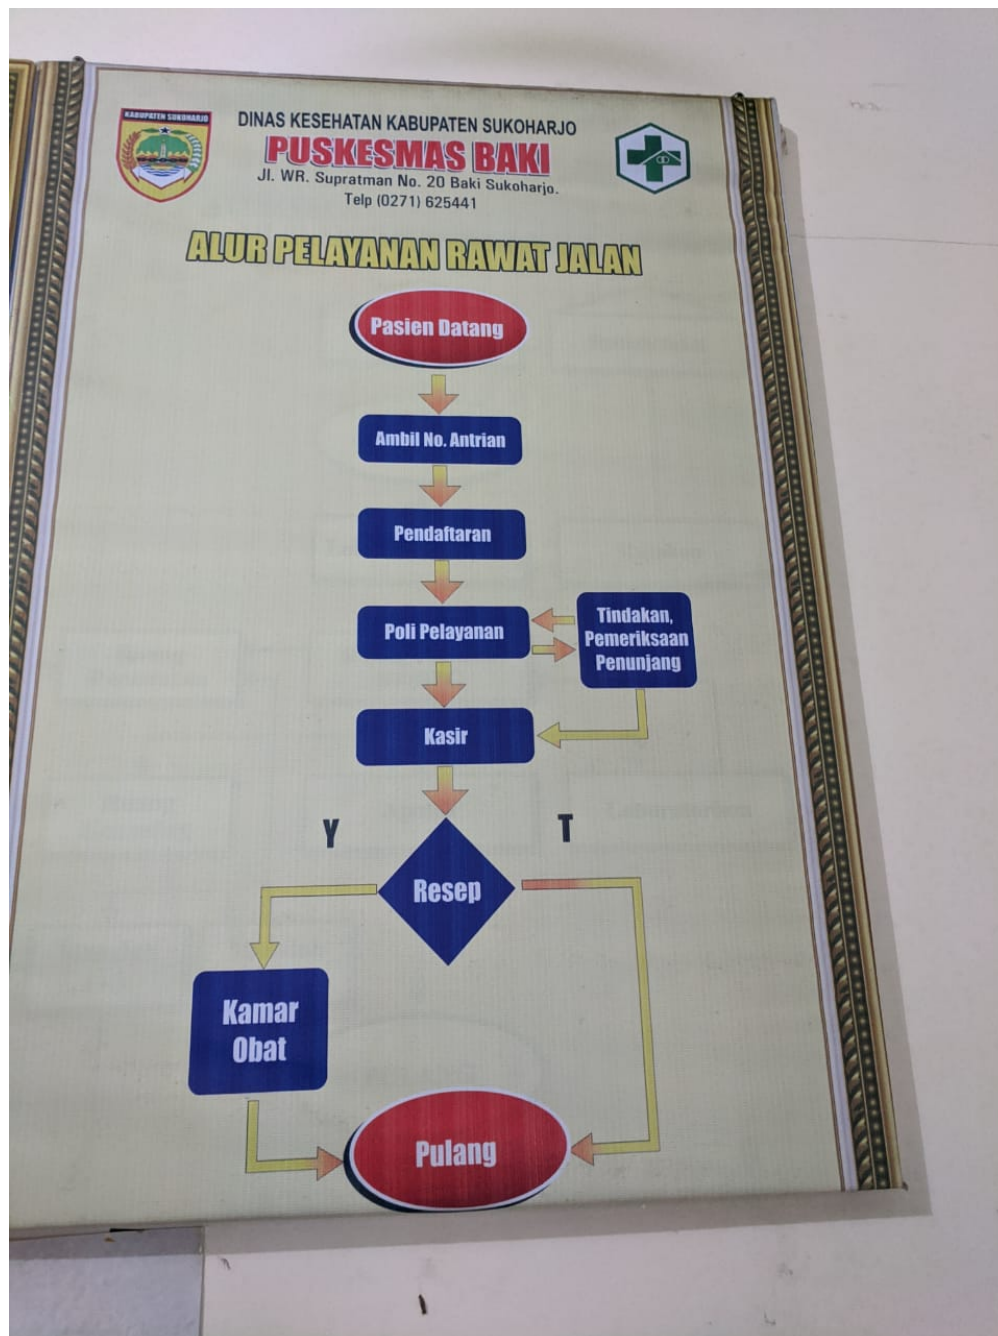 KABUPATEN SUKOHARJO
DINAS KESEHATAN KABUPATEN SUKOHARJO
PUSKESMAS BAKI
Jl. WR. Supratman No. 20 Baki Sukoharjo.
Telp (0271) 625441
ALUR PELAYANAN RAWAT JALAN
Pasien Datang
Ambil No. Antrian
Pendaftaran
Poli Pelayanan
Tindakan,
Pemeriksaan
Penunjang
Kasir
Y
T
Resep
Kamar
Obat
Pulang